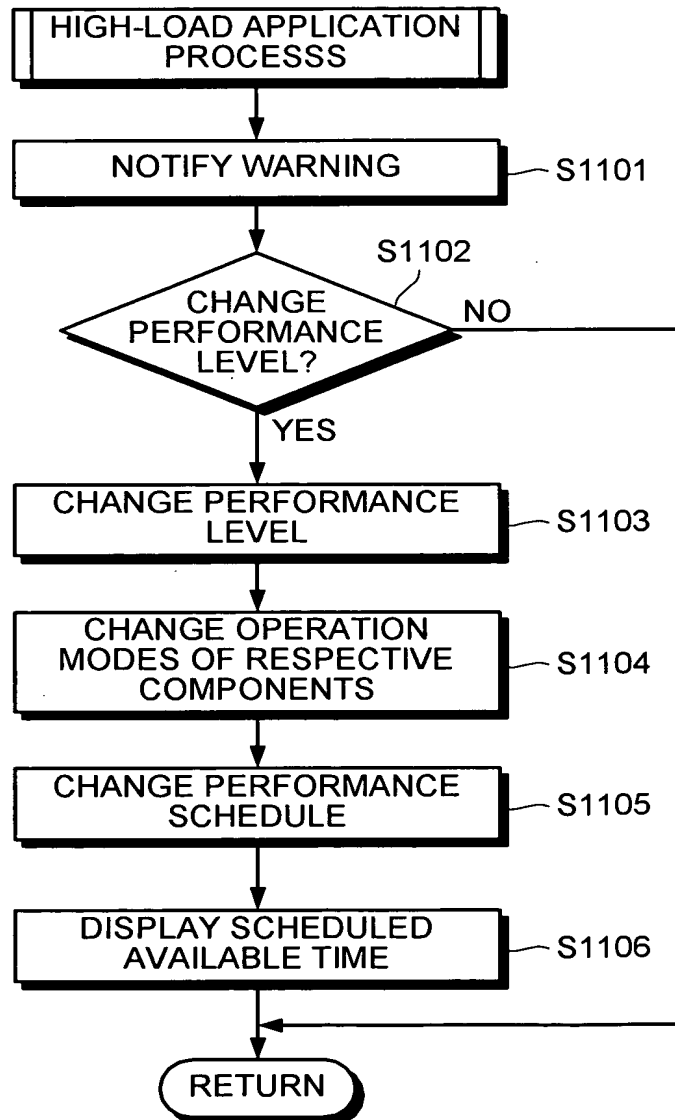 HIGH-LOAD APPLICATION
PROCESSS
NOTIFY WARNING
S1101
S1102
CHANGE
PERFORMANCE
LEVEL?
NO
YES
CHANGE PERFORMANCE
LEVEL
S1103
CHANGE OPERATION
MODES OF RESPECTIVE
COMPONENTS
S1104
CHANGE PERFORMANCE
SCHEDULE
S1105
DISPLAY SCHEDULED
AVAILABLE TIME
S1106
RETURN